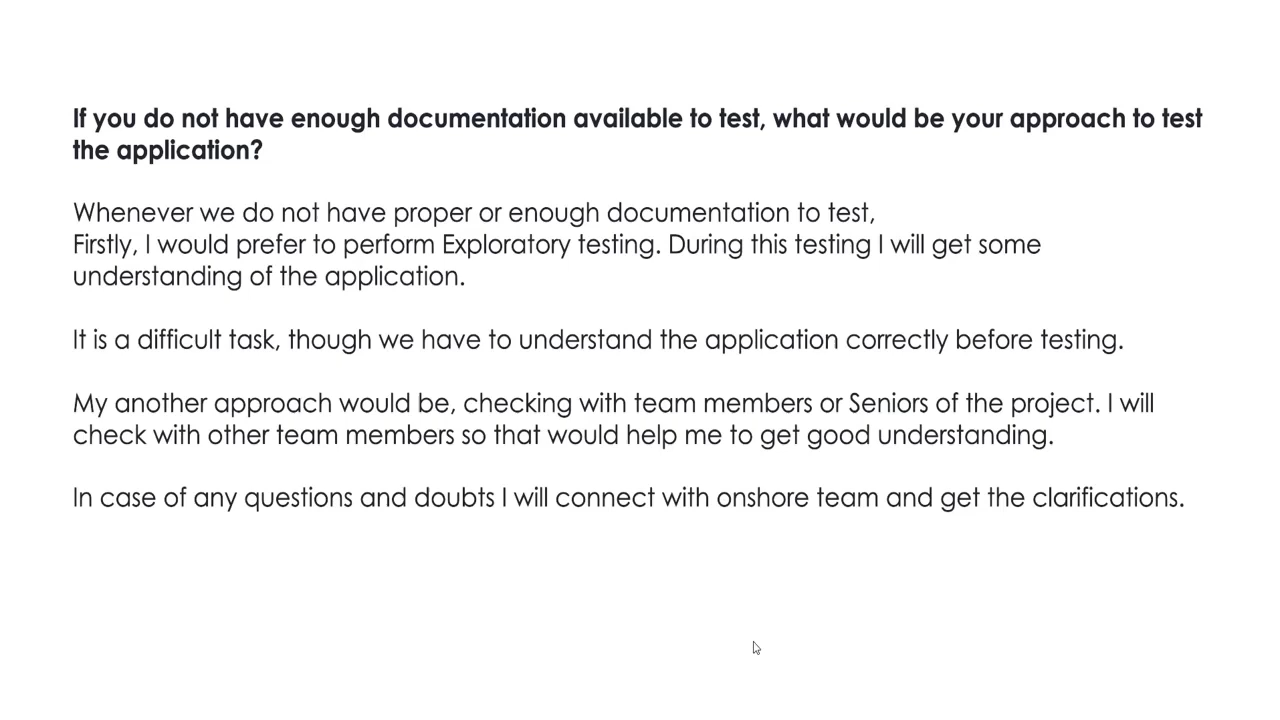 If you do not have enough documentation available to test, what would be your approach to test
the application?
Whenever we do not have proper or enough documentation to test,
Firstly, I would prefer to perform Exploratory testing. During this testing I will get some
understanding of the application.
It is a difficult task, though we have to understand the application correctly before testing.
My another approach would be, checking with team members or Seniors of the project. I will
check with other team members so that would help me to get good understanding.
In case of any questions and doubts I will connect with onshore team and get the clarifications.